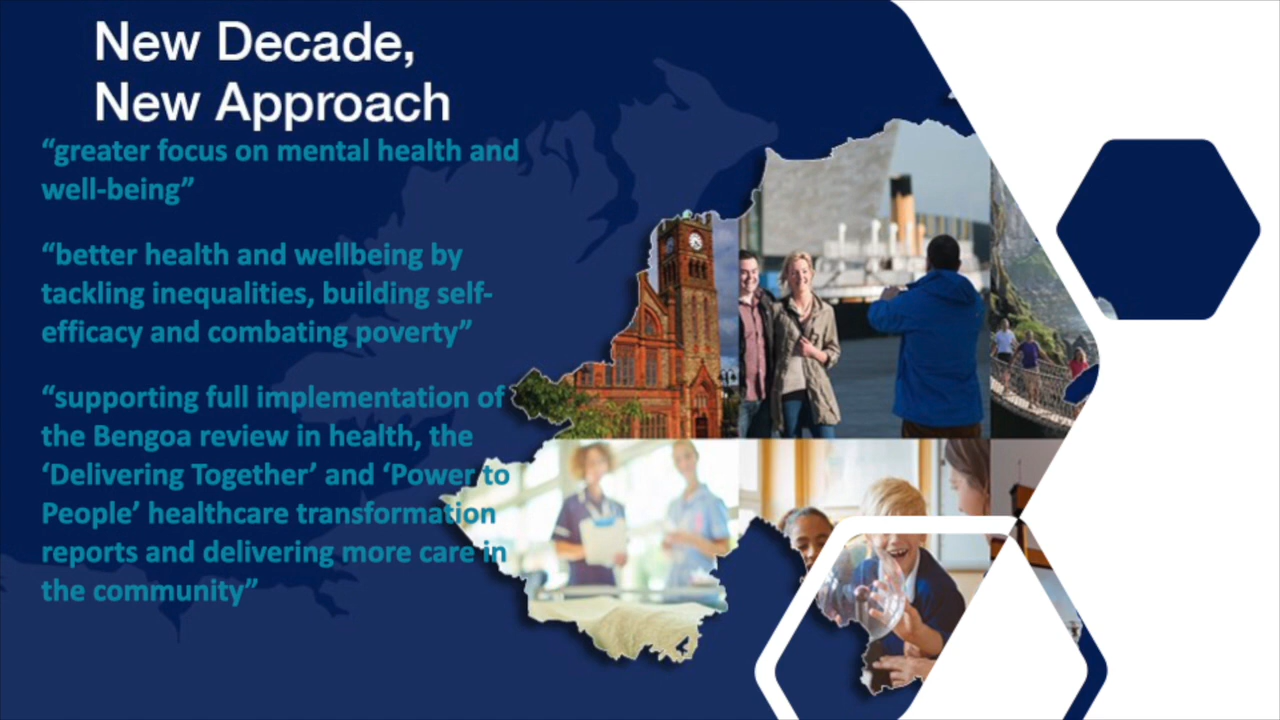 New Decade,
New Approach
“greater focus on mental health and
well-being”
“better health and wellbeing by
tackling inequalities, building self-
efficacy and combating poverty”
“supporting full implementation of
the Bengoa review in health, the
‘Delivering Together’ and ‘Power to
People’ healthcare transformation
reports and delivering more care in
the community”